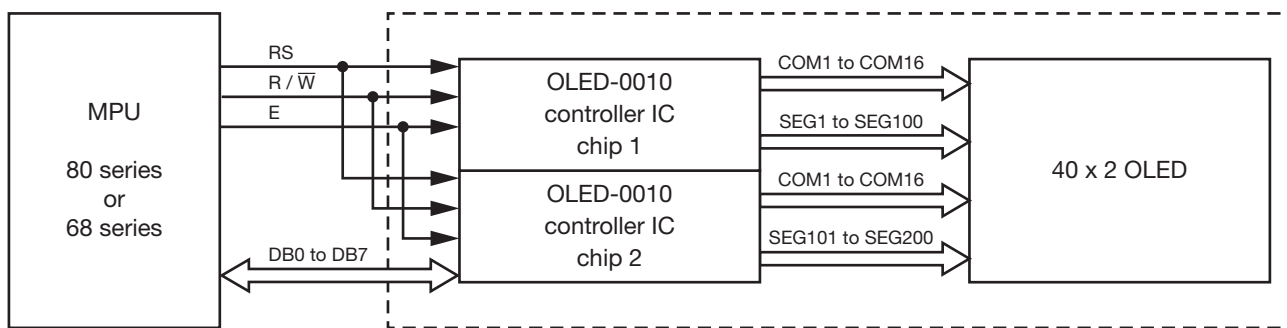 MPU
80 series
or
68 series
RS
R / W̅
E
DB0 to DB7
OLED-0010
controller IC
chip 1
OLED-0010
controller IC
chip 2
COM1 to COM16
SEG1 to SEG100
COM1 to COM16
SEG101 to SEG200
40 x 2 OLED